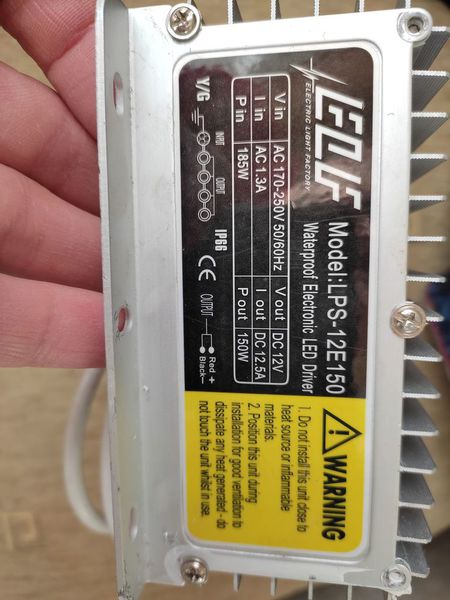 LEDLF
ELECTRIC LIGHT FACTORY
Model:LPS-12E150
Waterproof Electronic LED Driver
V in AC 170-250V 50/60Hz V out DC12V
I in AC 1.3A I out DC 12.5A
P in 185W P out 150W
Y/G
INPUT
OUTPUT
IP66
CE
OUTPUT
Red +
Black-
WARNING
1. Do not install this unit close to
heat source or inflammable
materials.
2. Position this unit during
installation for good ventilation to
dissipate any heat generated - do
not touch the unit whilst in use.